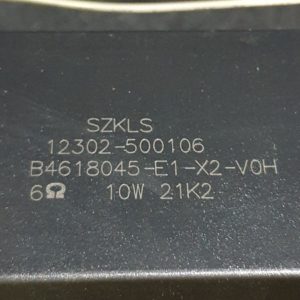 SZKLS
12302-500106
B4618045-E1-X2-V0H
6Ω 10W 21K2